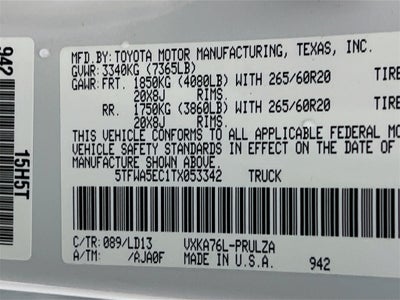 MFD BY: TOYOTA MOTOR MANUFACTURING, TEXAS, INC.
GVWR: 3340KG (7365LB)
GAWR: FRT. 1850KG (4080LB) WITH 265/60R20 TIRE
20X8J RIMS,
RR. 1750KG (3860LB) WITH 265/60R20 TIRE
20X8J RIMS,
THIS VEHICLE CONFORMS TO ALL APPLICABLE FEDERAL MO
VEHICLE SAFETY STANDARDS IN EFFECT ON THE DATE OF
MANUFACTURE SHOWN ABOVE.
5TFWA5EC1TX053342 TRUCK
C/TR: 089/LD13 VXKA76L-PRULZA
A/TM: /AJA0F MADE IN U.S.A. 942
942
15H5T